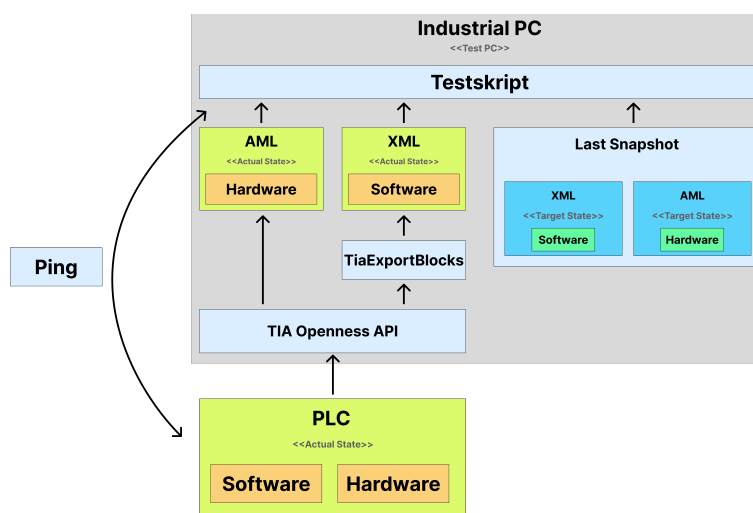 Industrial PC
<<Test PC>>
Testskript
AML
<<Actual State>>
Hardware
XML
<<Actual State>>
Software
Last Snapshot
XML
<<Target State>>
Software
AML
<<Target State>>
Hardware
Ping
TiaExportBlocks
TIA Openness API
PLC
<<Actual State>>
Software
Hardware